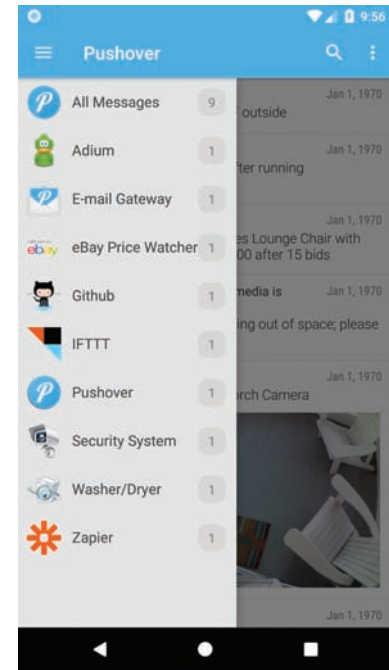 9:56
Pushover
All Messages 9
Jan 1, 1970
outside
Adium 1
Jan 1, 1970
ter running
E-mail Gateway 1
Jan 1, 1970
eBay Price Watcher 1
es Lounge Chair with
00 after 15 bids
Github 1
media is
Jan 1, 1970
ing out of space; please
IFTTT 1
Jan 1, 1970
Pushover 1
rch Camera
Security System 1
Washer/Dryer 1
Zapier 1
Jan 1, 1970